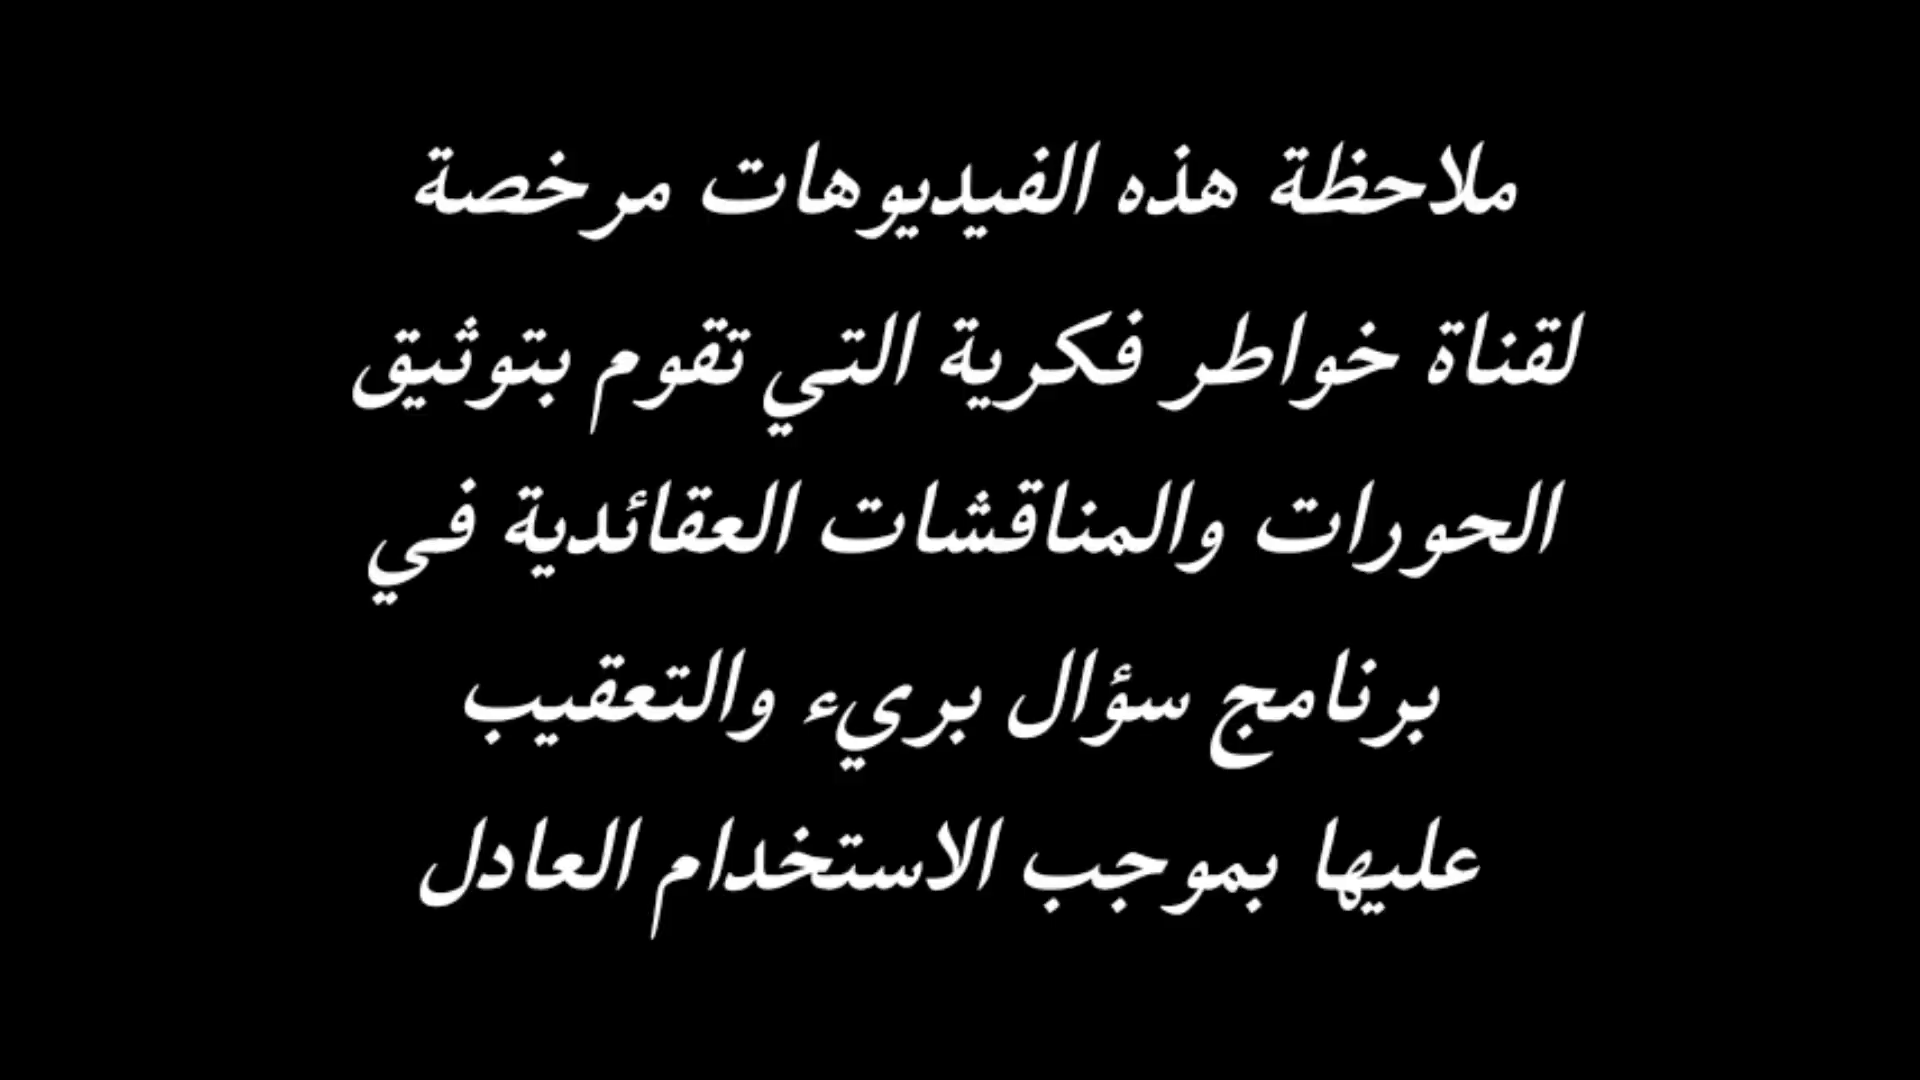 ملاحظة هذه الفيديوهات مرخصة
لقناة خواطر فكرية التي تقوم بتوثيق
الحورات والمناقشات العقائدية في
برنامج سؤال بريء والتعقيب
عليها بموجب الاستخدام العادل